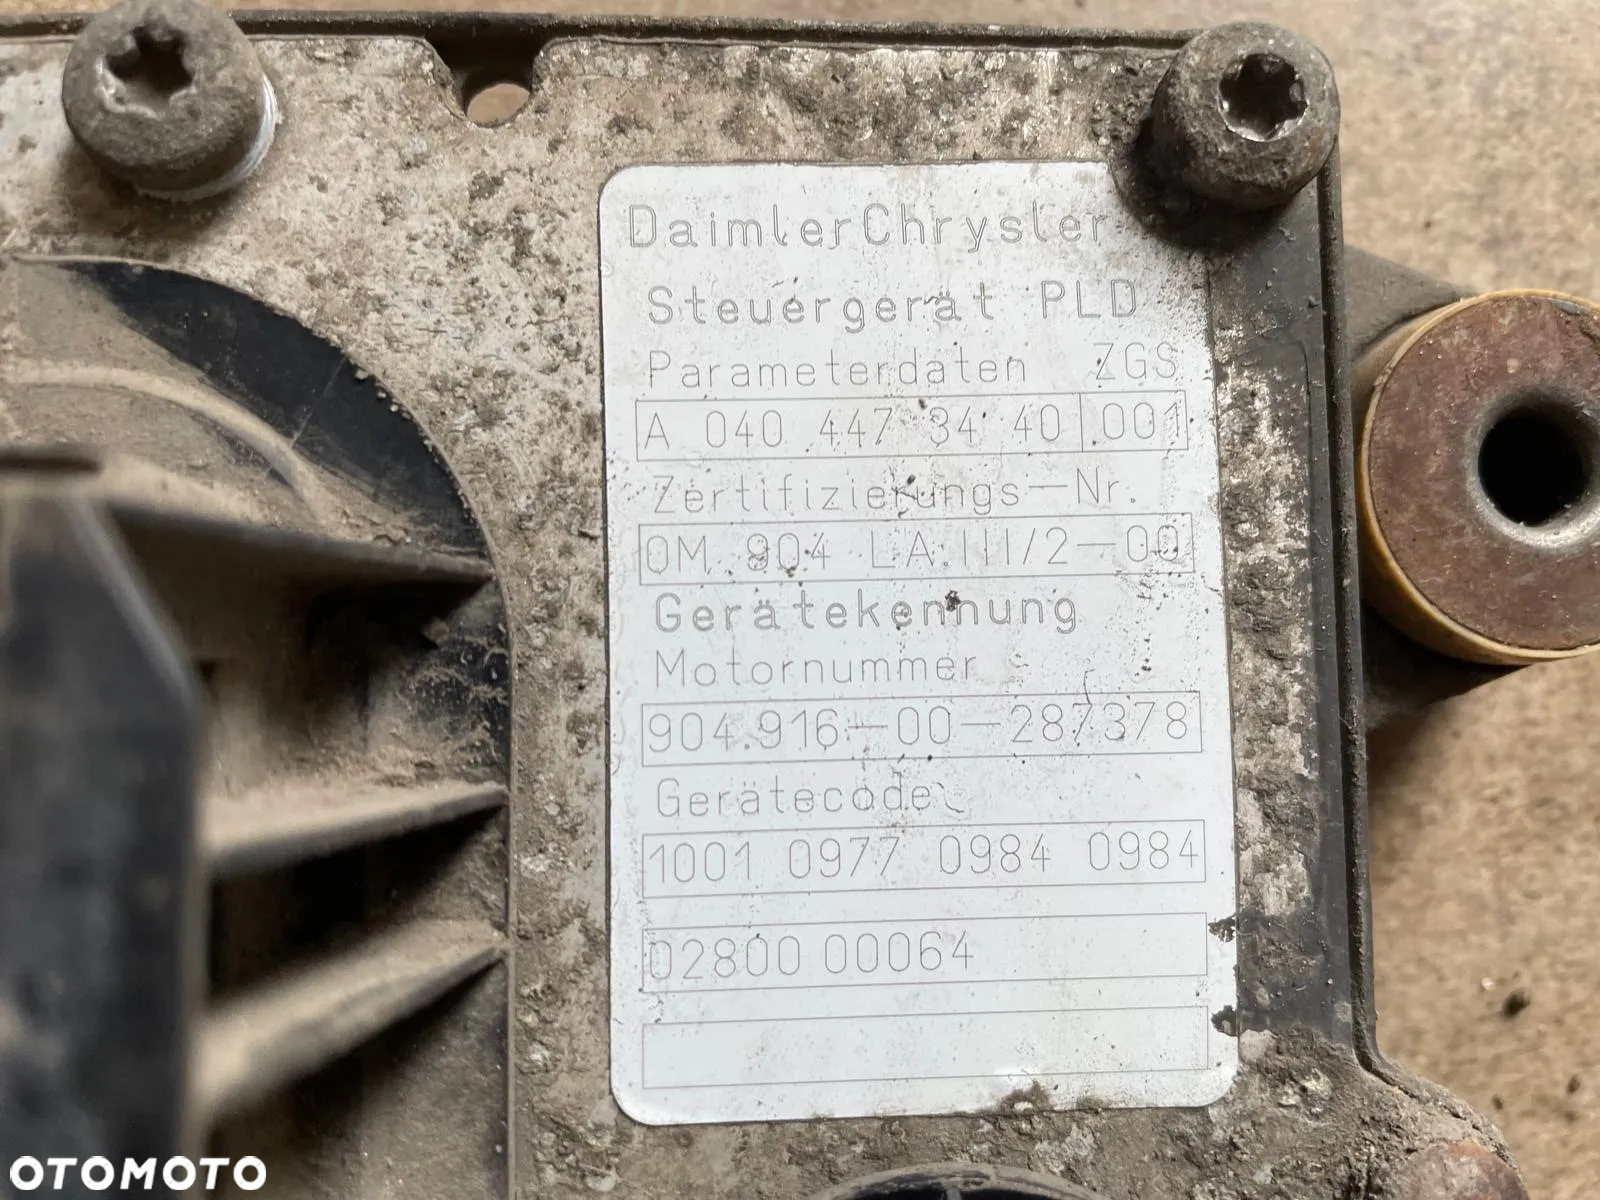 DaimlerChrysler
Steuergerät PLD
Parameterdaten ZGS
A 040 447 34 40 001
Zertifizierungs-Nr.
OM 904 LA.III/2-00
Gerätekennung
Motornummer
904.916-00-287378
Gerätecode
1001 0977 0984 0984
02800 00064
OTOMOTO